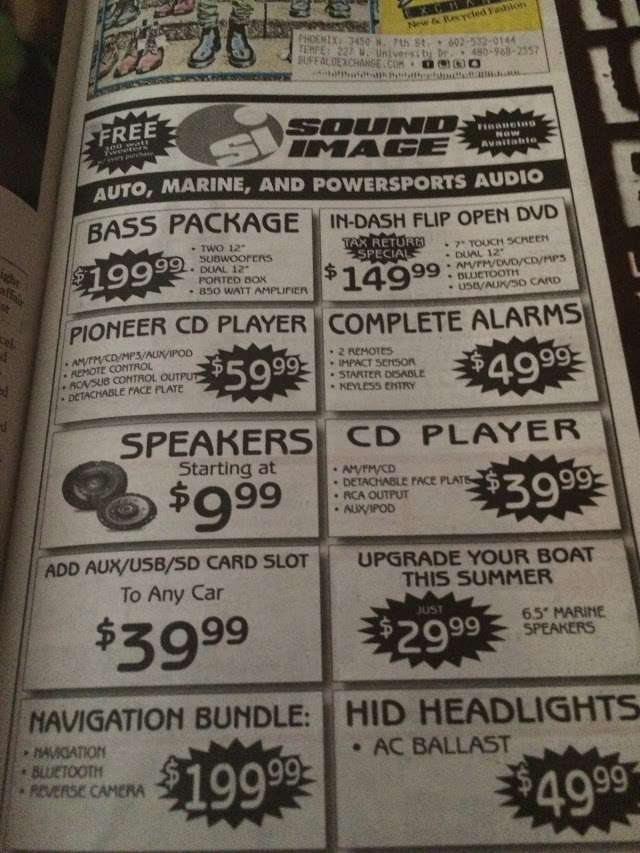 New & Recycled Fashion
PHOENIX: 3450 N. 7th St. • 602-532-0144
TEMPE: 227 W. University Dr. • 480-968-2557
BUFFALOEXCHANGE.COM •
FREE
300 watt
Tweeters
w/ every purchase
si
SOUND
IMAGE
Financing
Now
Available
AUTO, MARINE, AND POWERSPORTS AUDIO
BASS PACKAGE
$199.99
• TWO 12"
SUBWOOFERS
• DUAL 12"
PORTED BOX
• 850 WATT AMPLIFIER
IN-DASH FLIP OPEN DVD
TAX RETURN
SPECIAL
$149.99
• 7" TOUCH SCREEN
• DUAL 12"
• AM/FM/DVD/CD/MP3
• BLUETOOTH
• USB/AUX/SD CARD
PIONEER CD PLAYER
• AM/FM/CD/MP3/AUX/IPOD
• REMOTE CONTROL
• RCA/SUB CONTROL OUTPUT
• DETACHABLE FACE PLATE
$59.99
COMPLETE ALARMS
• 2 REMOTES
• IMPACT SENSOR
• STARTER DISABLE
• KEYLESS ENTRY
$49.99
SPEAKERS
Starting at
$9.99
CD PLAYER
• AM/FM/CD
• DETACHABLE FACE PLATE
• RCA OUTPUT
• AUX/IPOD
$39.99
ADD AUX/USB/SD CARD SLOT
To Any Car
$39.99
UPGRADE YOUR BOAT
THIS SUMMER
JUST
$29.99
6.5" MARINE
SPEAKERS
NAVIGATION BUNDLE:
• NAVIGATION
• BLUETOOTH
• REVERSE CAMERA
$199.99
HID HEADLIGHTS
• AC BALLAST
$49.99